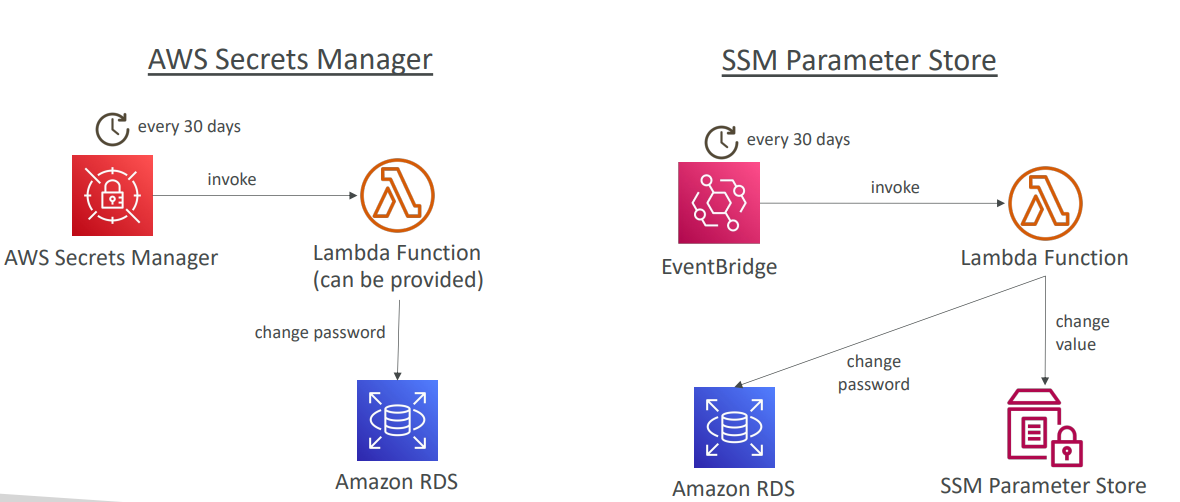 AWS Secrets Manager
every 30 days
invoke
AWS Secrets Manager
Lambda Function
(can be provided)
change password
Amazon RDS
SSM Parameter Store
every 30 days
invoke
EventBridge
Lambda Function
change
password
change
value
Amazon RDS
SSM Parameter Store